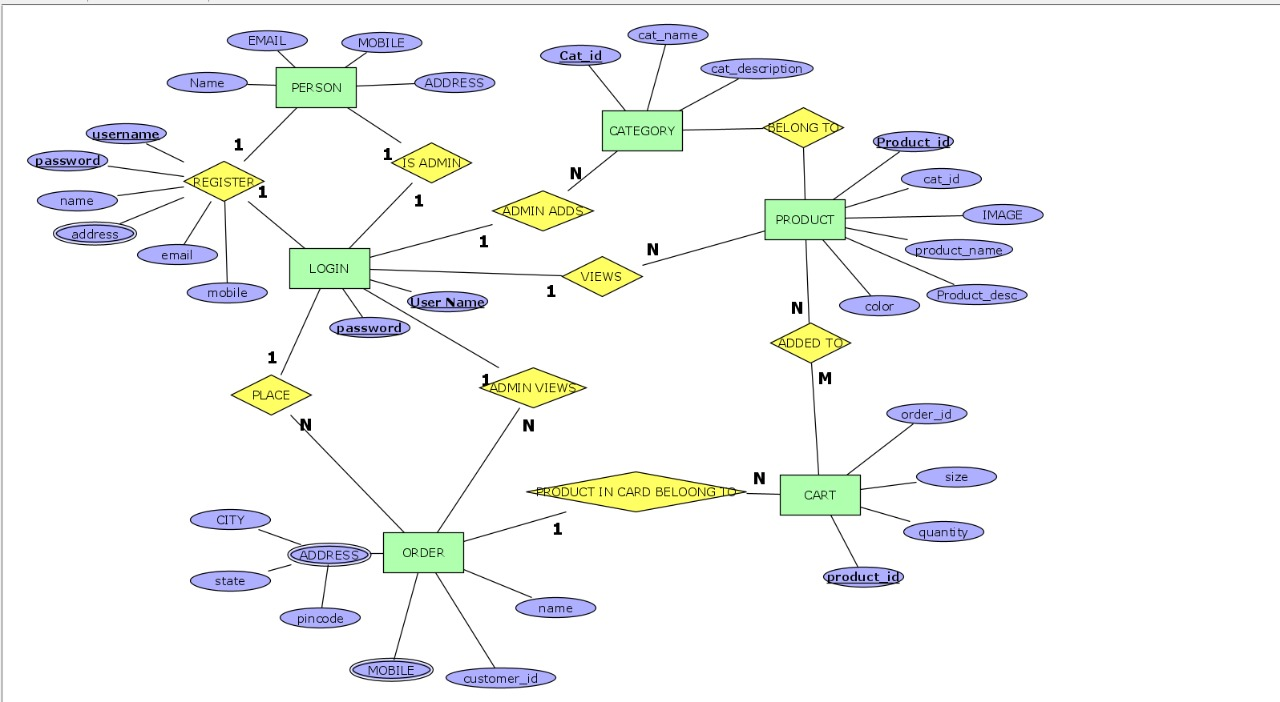 EMAIL
MOBILE
Name
PERSON
ADDRESS
cat_name
Cat_id
cat_description
CATEGORY
BELONG TO
username
1
password
REGISTER
1
name
address
email
mobile
1
IS ADMIN
1
N
ADMIN ADDS
1
Product_id
cat_id
PRODUCT
IMAGE
product_name
Product_desc
color
LOGIN
N
VIEWS
1
User Name
password
N
ADDED TO
M
1
PLACE
N
1
ADMIN VIEWS
N
order_id
size
CART
quantity
product_id
N
PRODUCT IN CARD BELOONG TO
1
CITY
ADDRESS
ORDER
state
pincode
name
MOBILE
customer_id